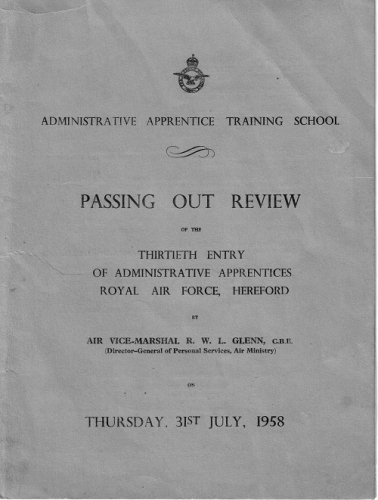 ADMINISTRATIVE APPRENTICE TRAINING SCHOOL
PASSING OUT REVIEW
OF THE
THIRTIETH ENTRY
OF ADMINISTRATIVE APPRENTICES
ROYAL AIR FORCE, HEREFORD
BY
AIR VICE-MARSHAL R. W. L. GLENN, C.B.E.
(Director-General of Personal Services, Air Ministry)
ON
THURSDAY, 31ST JULY, 1958